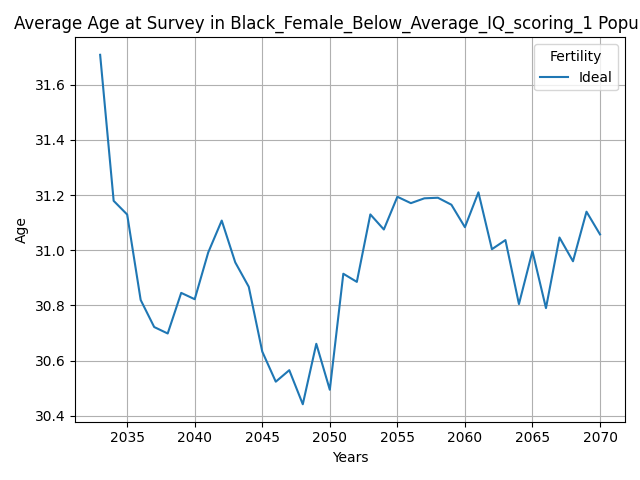 Average Age at Survey in Black_Female_Below_Average_IQ_scoring_1 Popu
Fertility
Ideal
31.6
31.4
31.2
31.0
30.8
30.6
30.4
Age
2035 2040 2045 2050 2055 2060 2065 2070
Years